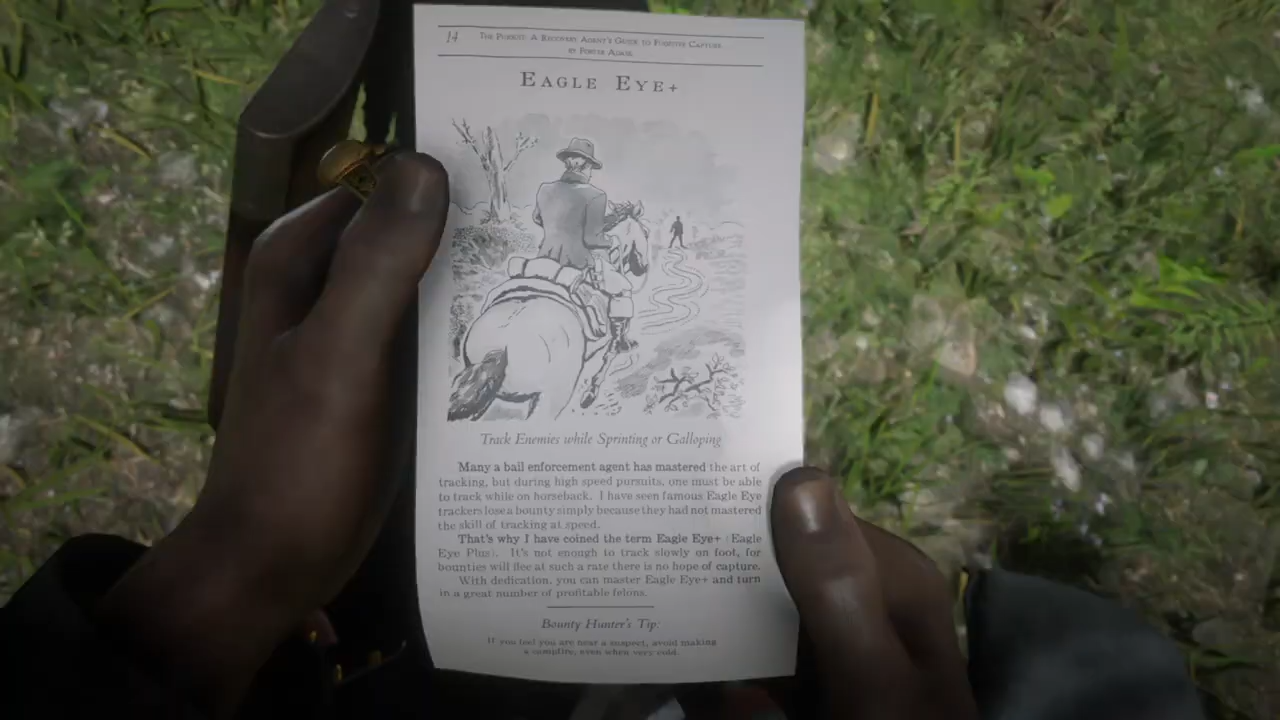 14 The Pursuit: A Recovery Agent's Guide to Fugitive Capture
by Porter Adair
Eagle Eye+
Track Enemies while Sprinting or Galloping
Many a bail enforcement agent has mastered the art of
tracking, but during high speed pursuits, one must be able
to track while on horseback. I have seen famous Eagle Eye
trackers lose a bounty simply because they had not mastered
the skill of tracking at speed.
That's why I have coined the term Eagle Eye+ (Eagle
Eye Plus). It's not enough to track slowly on foot, for
bounties will flee at such a rate there is no hope of capture.
With dedication, you can master Eagle Eye+ and turn
in a great number of profitable felons.
Bounty Hunter's Tip:
If you feel you are near a suspect, avoid making
a campfire, even when very cold.